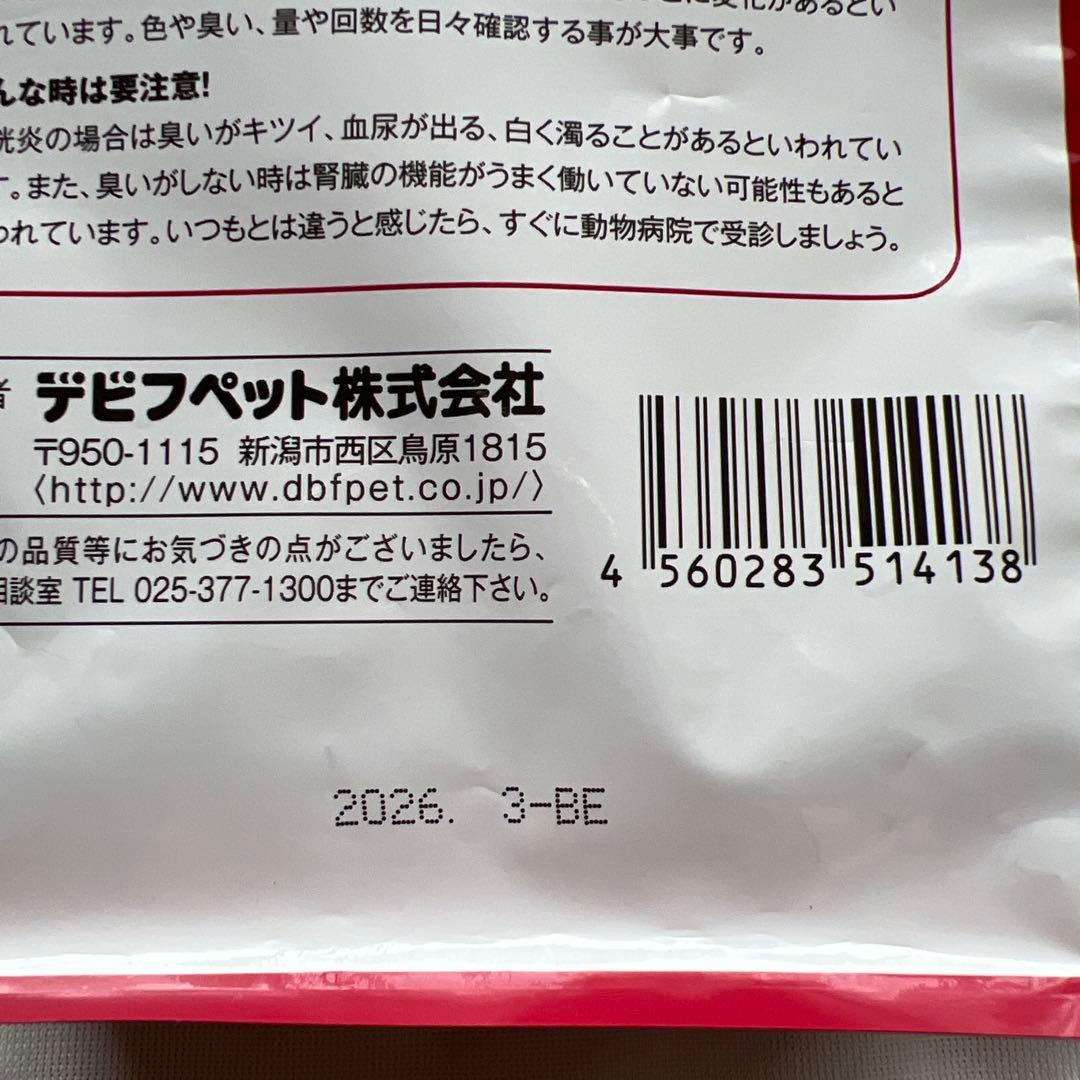 れています。色や臭い、量や回数を日々確認する事が大事です。
んな時は要注意!
胱炎の場合は臭いがキツイ、血尿が出る、白く濁ることがあるといわれてい
す。また、臭いがしない時は腎臓の機能がうまく働いていない可能性もあると
われています。いつもとは違うと感じたら、すぐに動物病院で受診しましょう。
者 デビフペット株式会社
〒950-1115 新潟市西区鳥原1815
〈http://www.dbfpet.co.jp/〉
の品質等にお気づきの点がございましたら、
相談室 TEL 025-377-1300までご連絡下さい。
4 560283 514138
2026. 3-BE